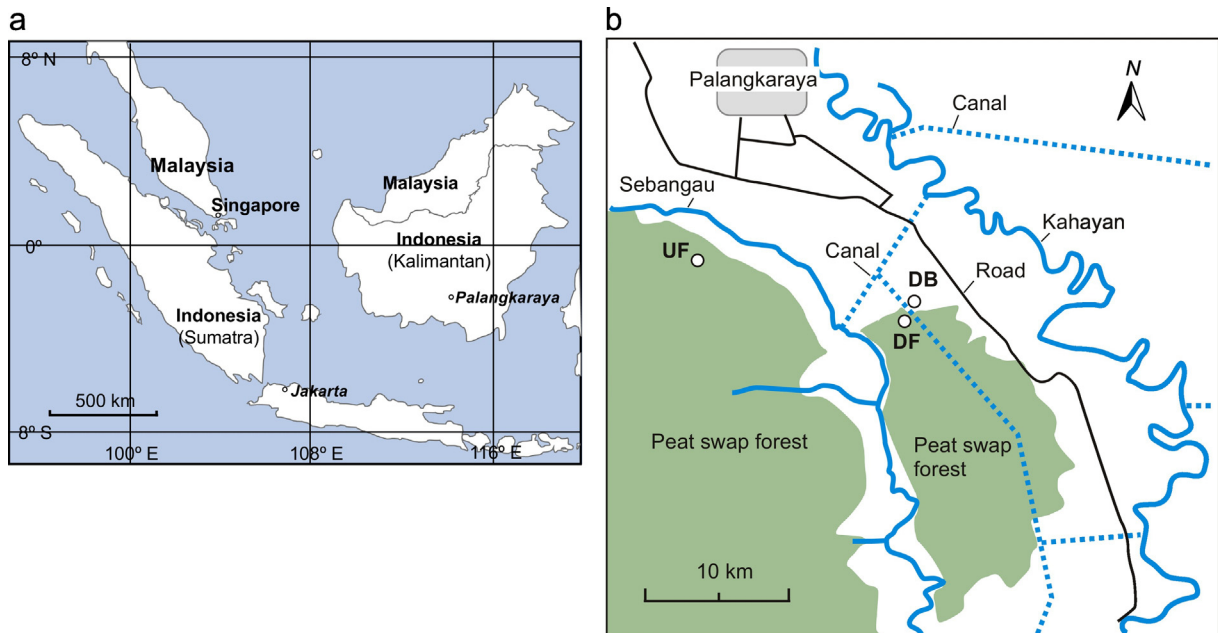 a
8° N
Malaysia
Singapore
Malaysia
0°
Indonesia
(Kalimantan)
Palangkaraya
Indonesia
(Sumatra)
Jakarta
500 km
8° S
100° E
108° E
116° E
b
Palangkaraya
N
Canal
Sebangau
Kahayan
UF
Canal
Road
DB
DF
Peat swap forest
Peat swap
forest
10 km